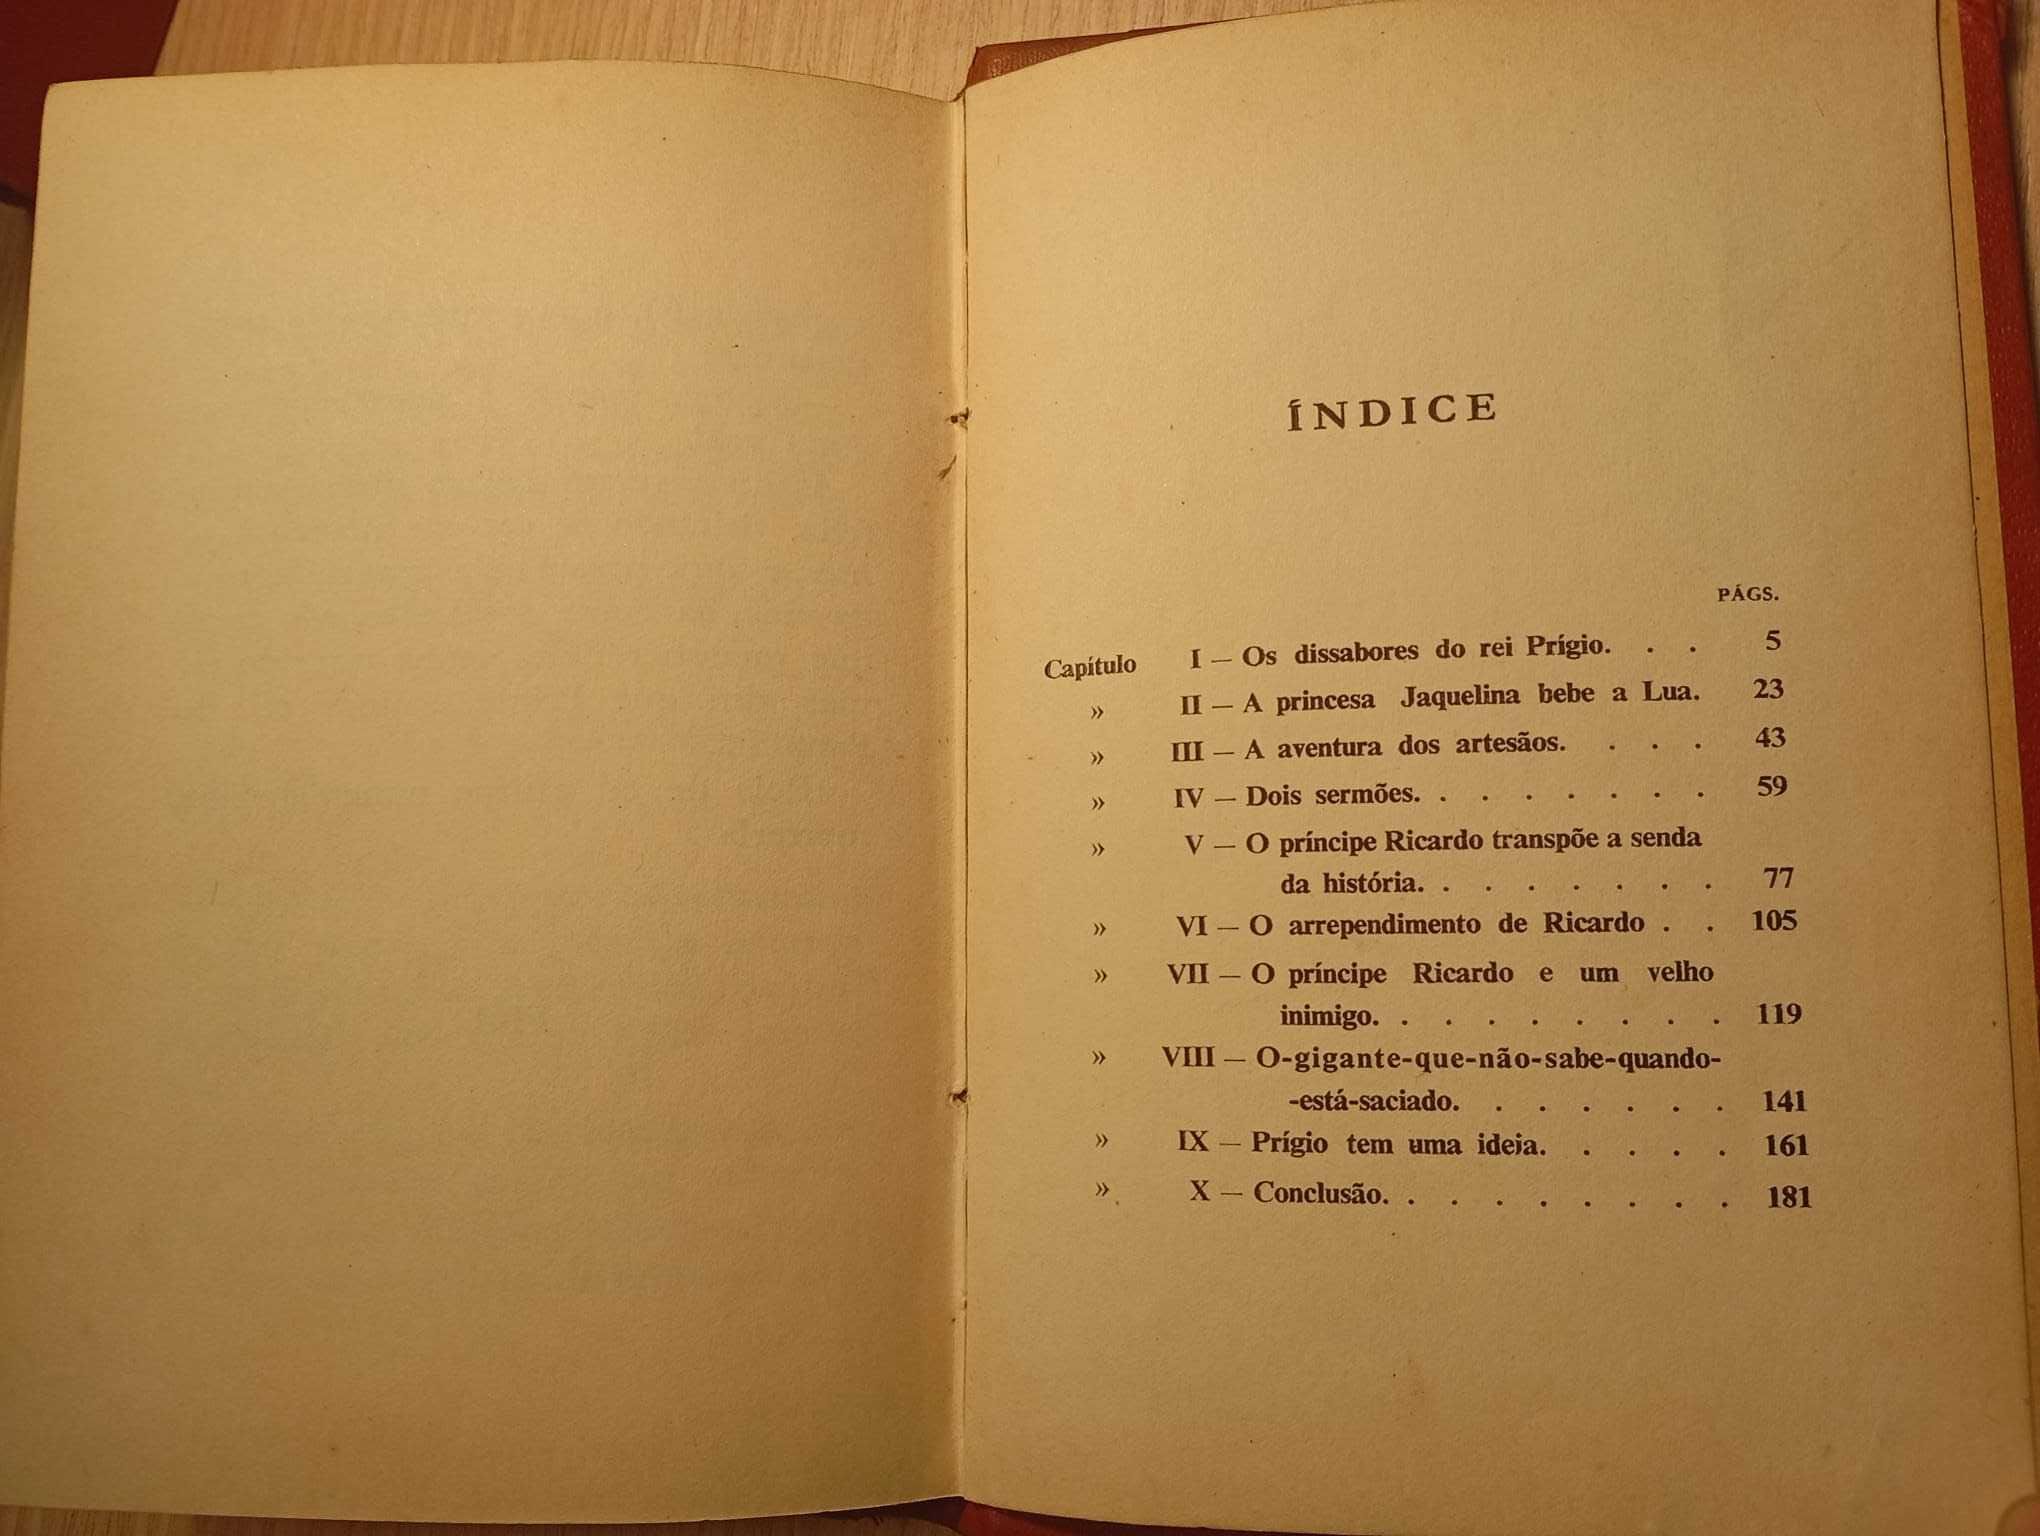 ÍNDICE
PÁGS.
Capítulo I — Os dissabores do rei Prígio. . . 5
» II — A princesa Jaquelina bebe a Lua. 23
» III — A aventura dos artesãos. . . . 43
» IV — Dois sermões. . . . . . . . 59
» V — O príncipe Ricardo transpõe a senda
da história. . . . . . . . 77
» VI — O arrependimento de Ricardo . . 105
» VII — O príncipe Ricardo e um velho
inimigo. . . . . . . . . 119
» VIII — O-gigante-que-não-sabe-quando-
-está-saciado. . . . . . . 141
» IX — Prígio tem uma ideia. . . . . 161
» X — Conclusão. . . . . . . . . 181